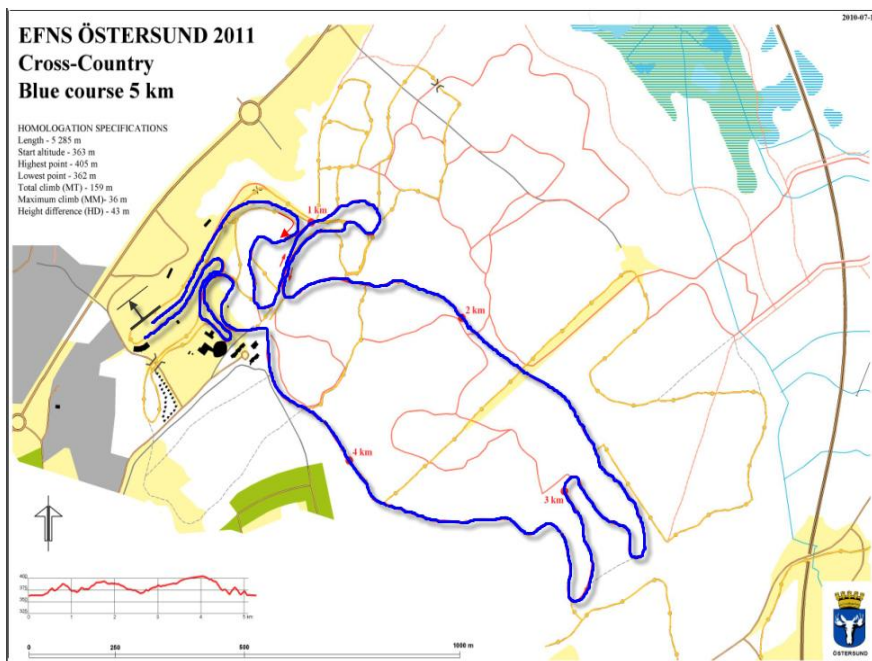 EFNS ÖSTERSUND 2011
Cross-Country
Blue course 5 km
HOMOLOGATION SPECIFICATIONS
Length - 5 285 m
Start altitude - 363 m
Highest point - 405 m
Lowest point - 362 m
Total climb (MT) - 159 m
Maximum climb (MM)- 36 m
Height difference (HD) - 43 m
2010-07-1
1 km
2 km
3 km
4 km
400
375
350
325
0 1 2 3 4 5 km
0 250 500 1000 m
ÖSTERSUND